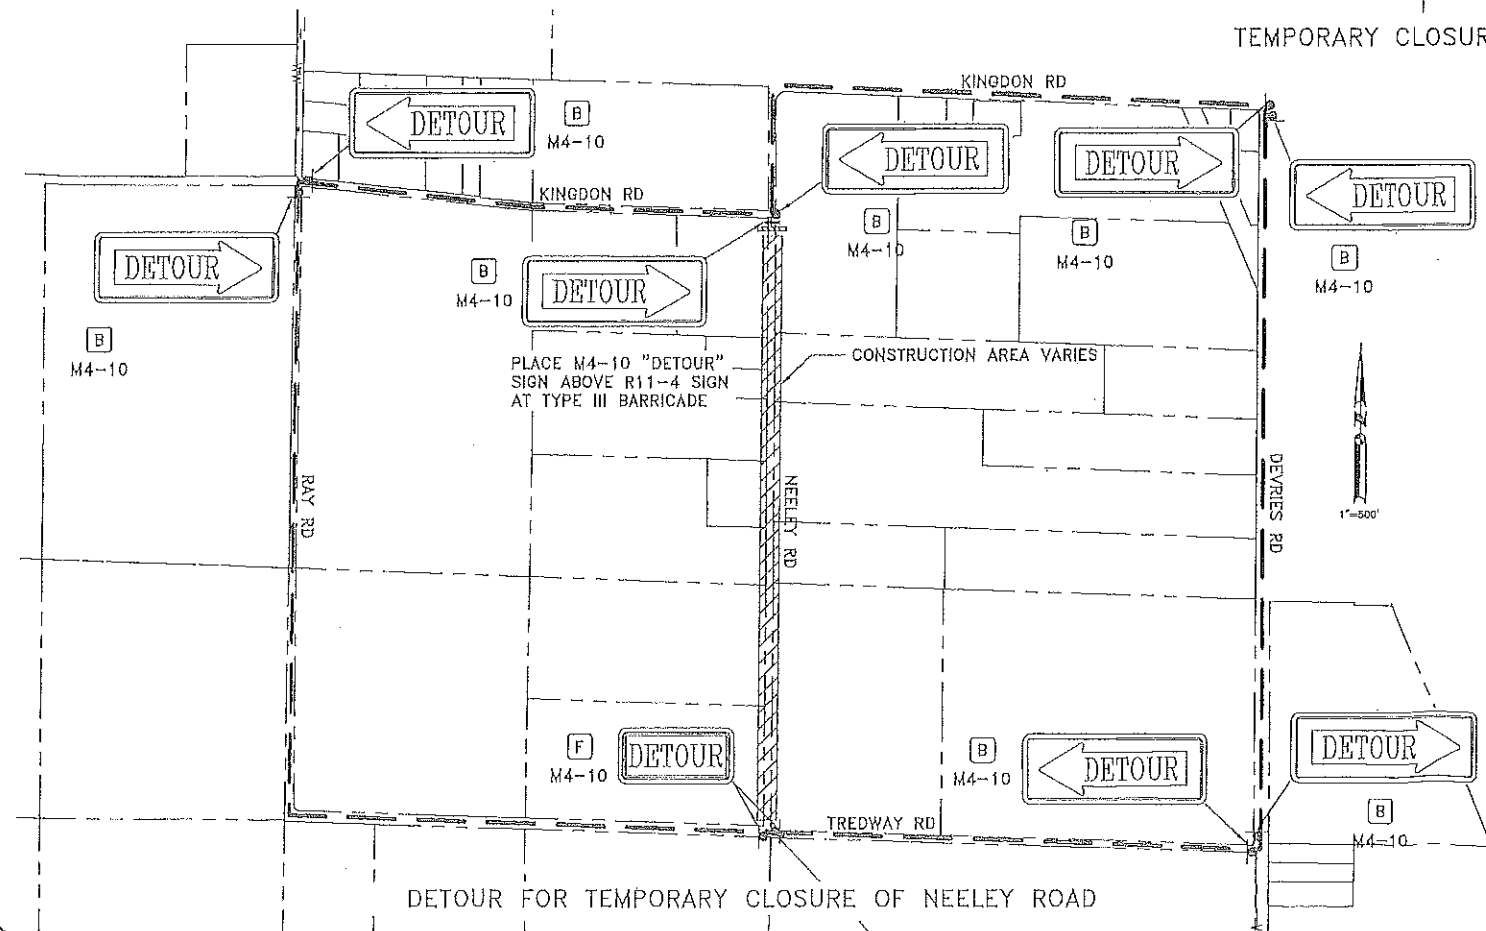 TEMPORARY CLOSUR
KINGDON RD
DETOUR
B
M4-10
DETOUR
B
M4-10
DETOUR
B
M4-10
DETOUR
B
M4-10
KINGDON RD
DETOUR
B
M4-10
DETOUR
B
M4-10
PLACE M4-10 "DETOUR"
SIGN ABOVE R11-4 SIGN
AT TYPE III BARRICADE
CONSTRUCTION AREA VARIES
RAY RD
NEELEY RD
DEVRIES RD
N
1"=500'
F
M4-10
DETOUR
B
M4-10
DETOUR
DETOUR
B
M4-10
TREDWAY RD
DETOUR FOR TEMPORARY CLOSURE OF NEELEY ROAD